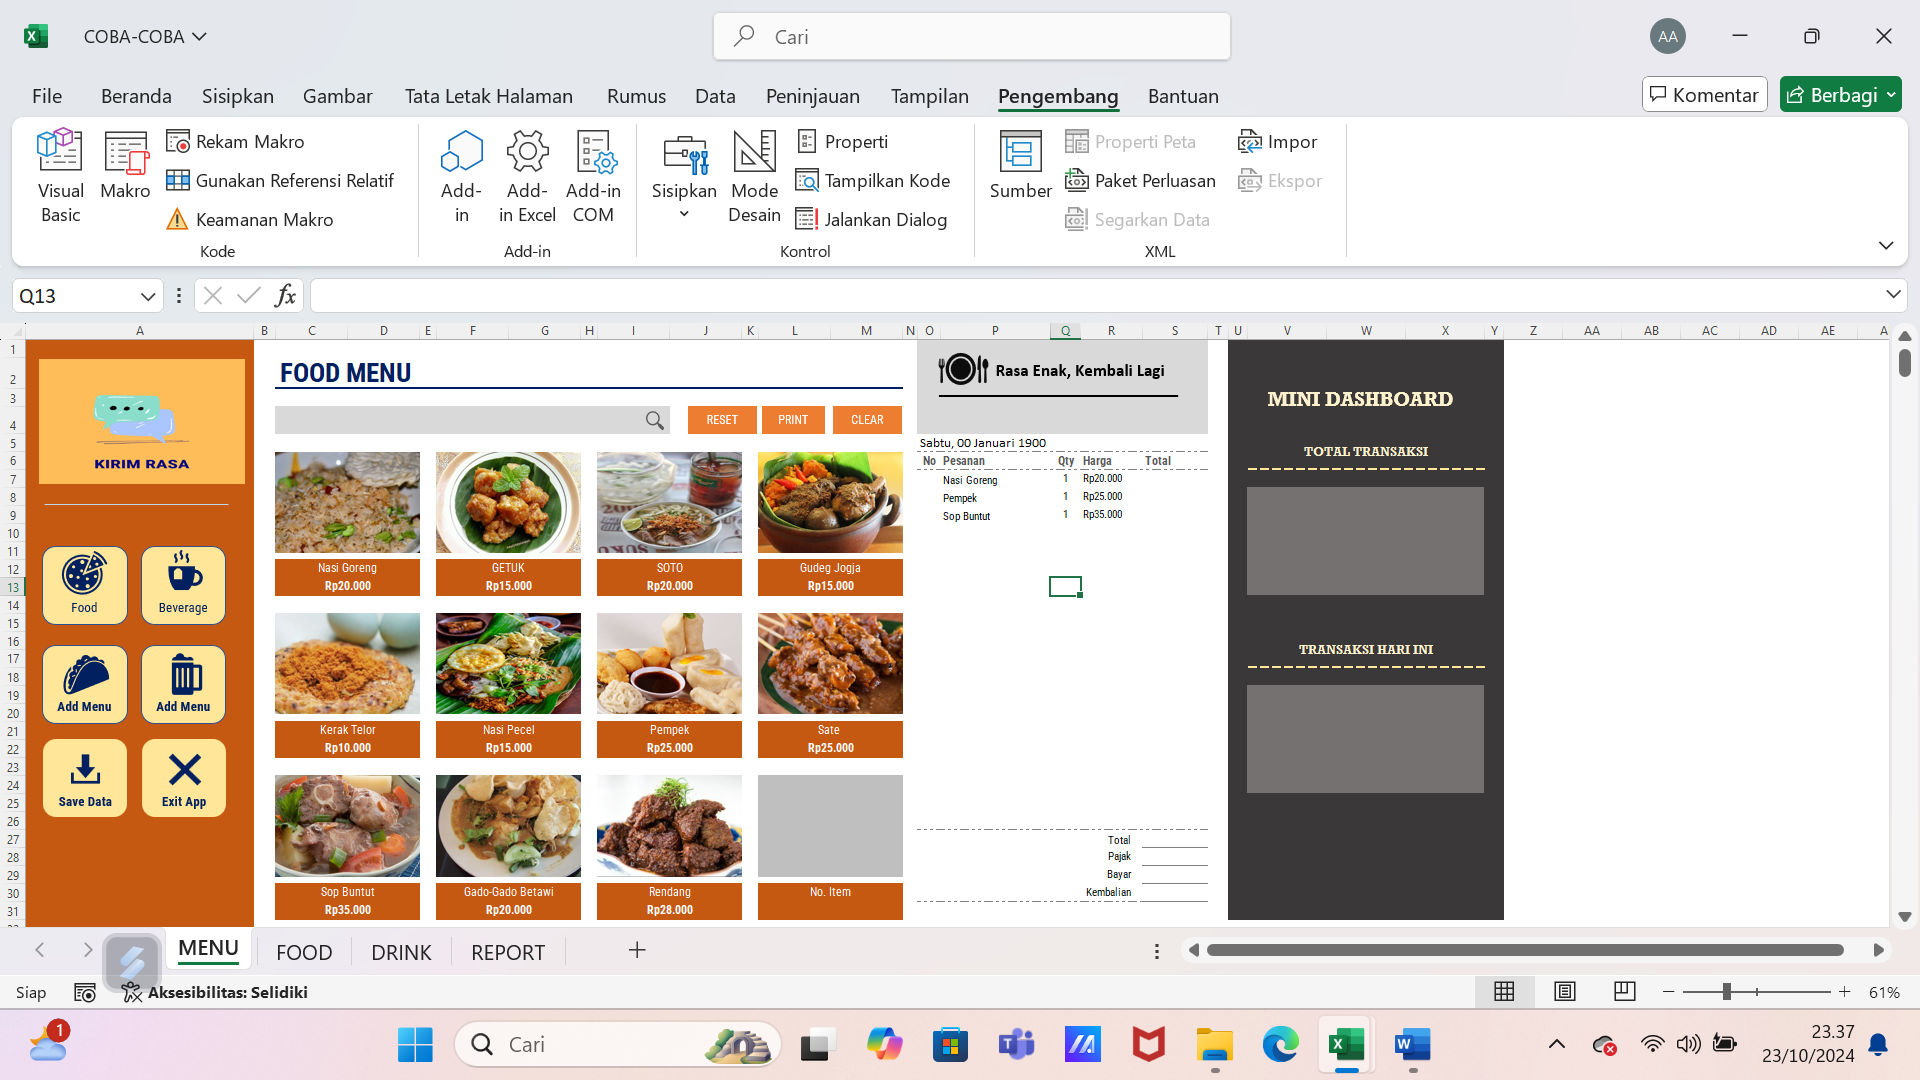 COBA-COBA
Cari
AA
File Beranda Sisipkan Gambar Tata Letak Halaman Rumus Data Peninjauan Tampilan Pengembang Bantuan
Komentar
Berbagi
Visual Basic
Makro
Rekam Makro
Gunakan Referensi Relatif
Keamanan Makro
Kode
Add-in
Add-in Excel
Add-in COM
Add-in
Sisipkan
Mode Desain
Properti
Tampilkan Kode
Jalankan Dialog
Kontrol
Sumber
Properti Peta
Paket Perluasan
Segarkan Data
Impor
Ekspor
XML
Q13
fx
A B C D E F G H I J K L M N O P Q R S T U V W X Y Z AA AB AC AD AE A
1
2
3
4
5
6
7
8
9
10
11
12
13
14
15
16
17
18
19
20
21
22
23
24
25
26
27
28
29
30
31
KIRIM RASA
Food Beverage
Add Menu Add Menu
Save Data Exit App
FOOD MENU
RESET PRINT CLEAR
Nasi Goreng GETUK SOTO Gudeg Jogja
Rp20.000 Rp15.000 Rp20.000 Rp15.000
Kerak Telor Nasi Pecel Pempek Sate
Rp10.000 Rp15.000 Rp25.000 Rp25.000
Sop Buntut Gado-Gado Betawi Rendang No. Item
Rp35.000 Rp20.000 Rp28.000
Rasa Enak, Kembali Lagi
Sabtu, 00 Januari 1900
No Pesanan Qty Harga Total
Nasi Goreng 1 Rp20.000
Pempek 1 Rp25.000
Sop Buntut 1 Rp35.000
Total
Pajak
Bayar
Kembalian
MINI DASHBOARD
TOTAL TRANSAKSI
TRANSAKSI HARI INI
MENU FOOD DRINK REPORT
Siap
Aksesibilitas: Selidiki
61%
1
Cari
23.37
23/10/2024